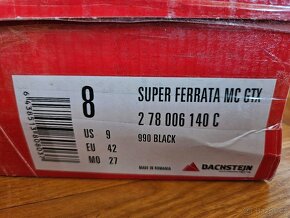 8
SUPER FERRATA MC GTX
2 78 006 140 C
US 9
EU 42
MO 27
990 BLACK
MADE IN ROMANIA
DACHSTEIN